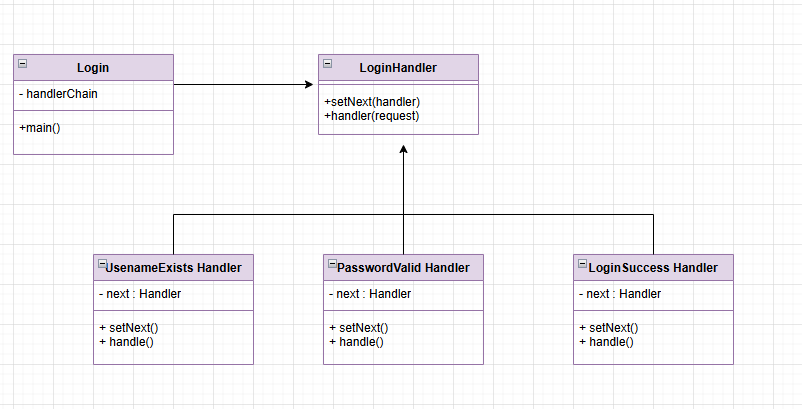 Login
- handlerChain
+main()
LoginHandler
+setNext(handler)
+handler(request)
UsenameExists Handler
- next : Handler
+ setNext()
+ handle()
PasswordValid Handler
- next : Handler
+ setNext()
+ handle()
LoginSuccess Handler
- next : Handler
+ setNext()
+ handle()